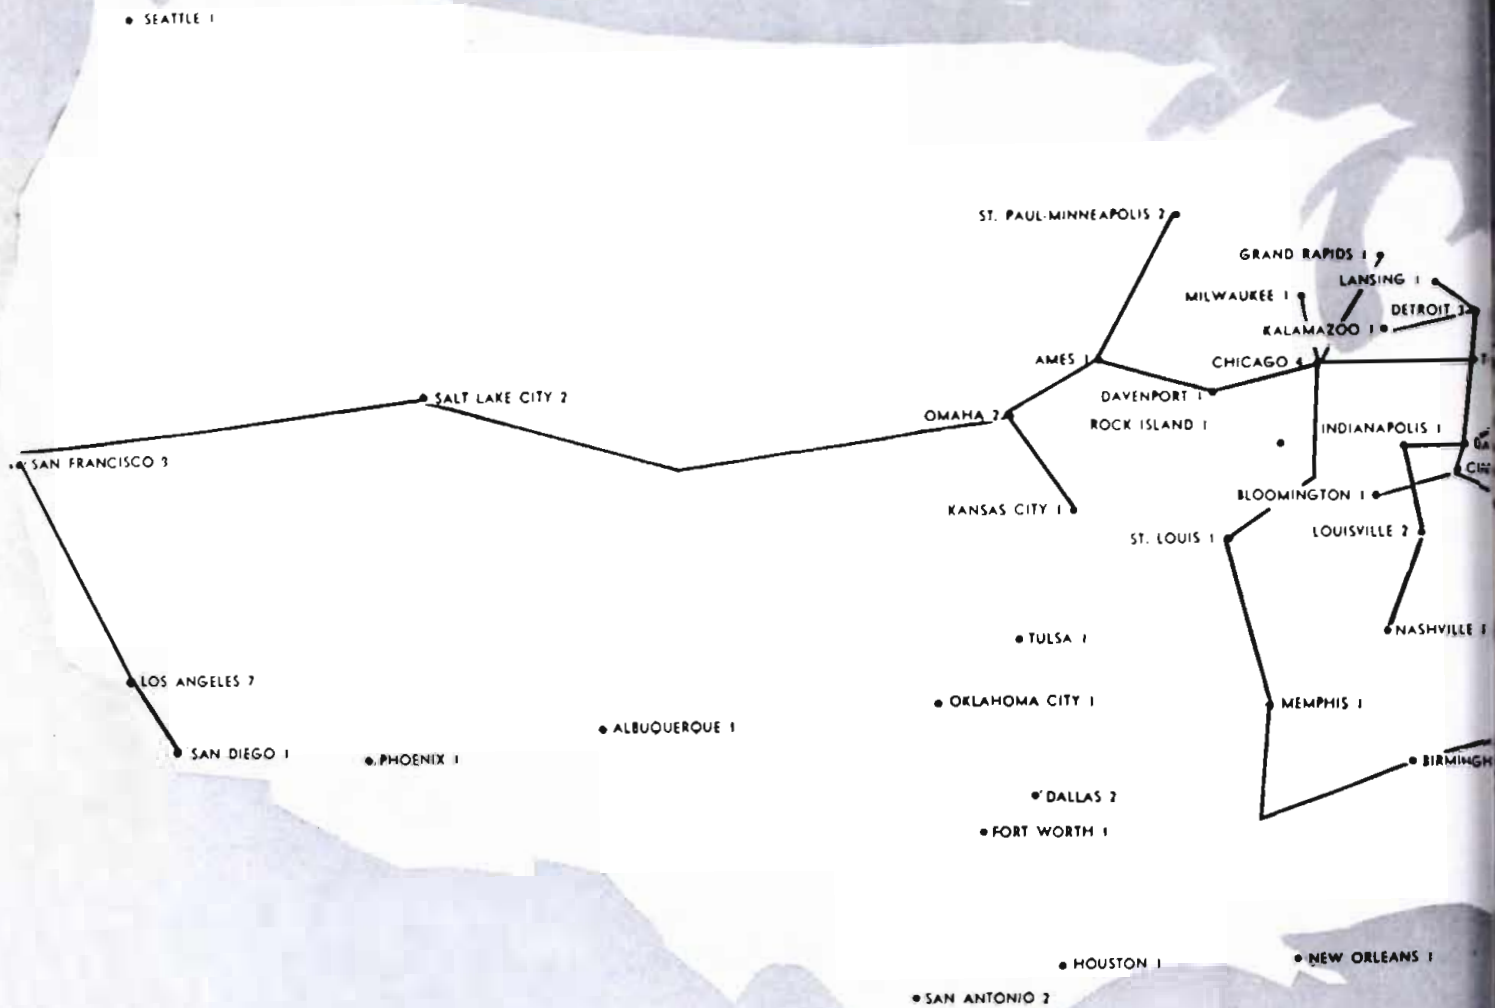 SEATTLE 1
ST. PAUL-MINNEAPOLIS 2
GRAND RAPIDS 1
LANSING 1
MILWAUKEE 1
DETROIT 3
KALAMAZOO 1
AMES 1
CHICAGO 4
T
SALT LAKE CITY 2
DAVENPORT 1
OMAHA 2
ROCK ISLAND 1
INDIANAPOLIS 1
SAN FRANCISCO 3
BLOOMINGTON 1
KANSAS CITY 1
ST. LOUIS 1
LOUISVILLE 2
NASHVILLE 1
TULSA 1
LOS ANGELES 7
OKLAHOMA CITY 1
MEMPHIS 1
ALBUQUERQUE 1
SAN DIEGO 1
PHOENIX 1
BIRMINGH
DALLAS 2
FORT WORTH 1
HOUSTON 1
NEW ORLEANS 1
SAN ANTONIO 2